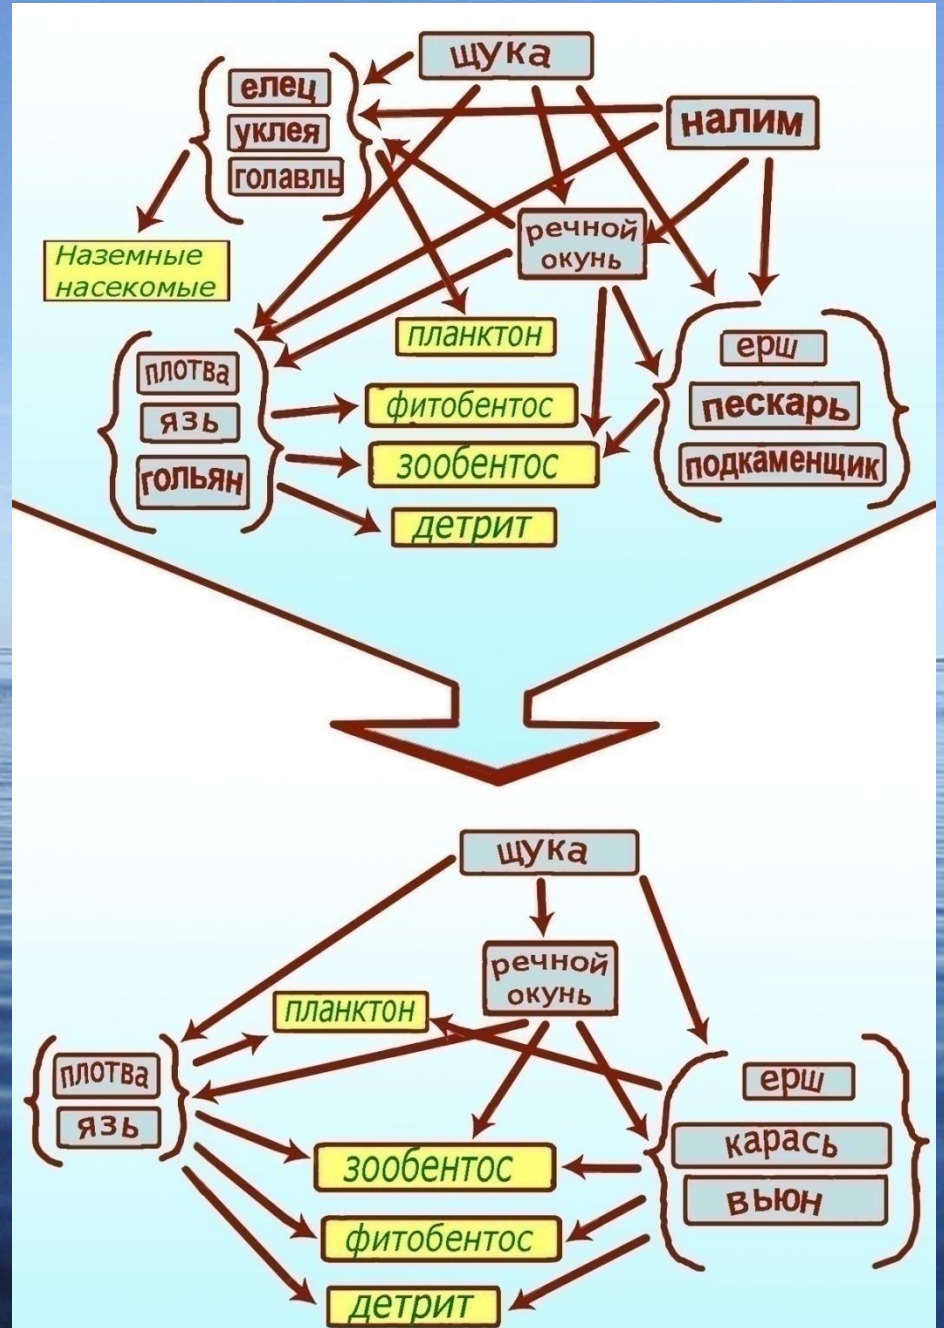 щука
елец
уклея
голавль
налим
речной
окунь
Наземные
насекомые
планктон
ерш
плотва
фитобентос
пескарь
язь
зообентос
подкаменщик
гольян
детрит
щука
речной
окунь
планктон
плотва
ерш
язь
карась
зообентос
вьюн
фитобентос
детрит